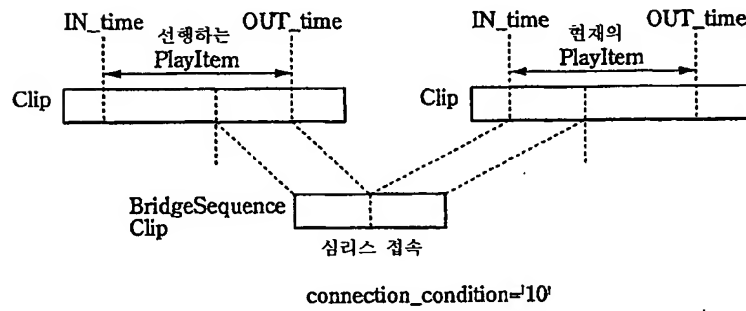 IN_time 선행하는 OUT_time
PlayItem
Clip
IN_time 현재의 OUT_time
PlayItem
Clip
BridgeSequence
Clip
심리스 접속
connection_condition='10'